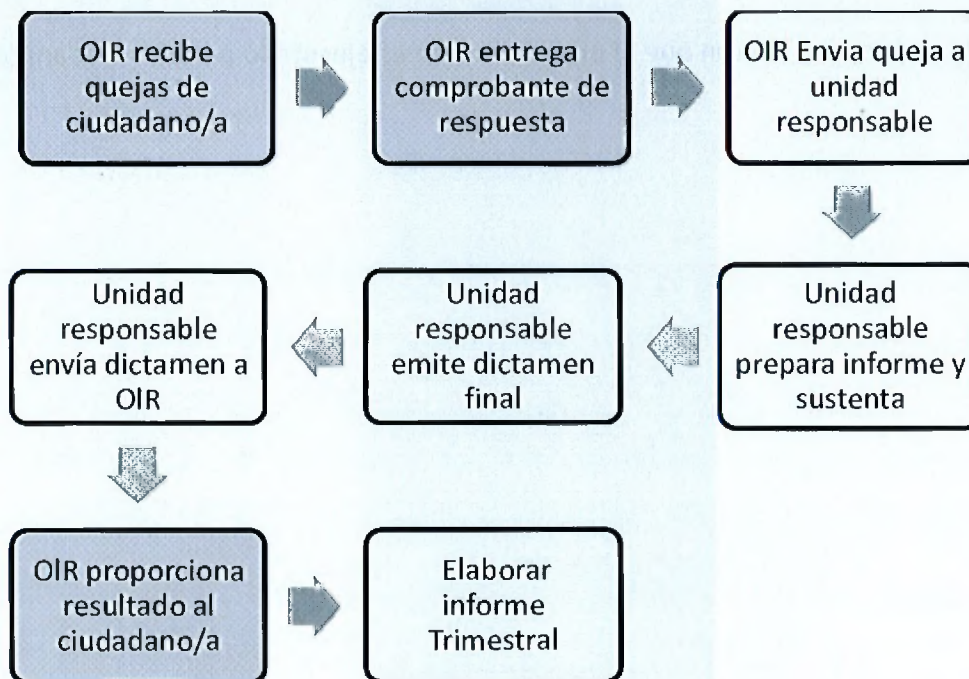 OIR recibe
quejas de
ciudadano/a
OIR entrega
comprobante de
respuesta
OIR Envia queja a
unidad
responsable
Unidad
responsable
prepara informe y
sustenta
Unidad
responsable
emite dictamen
final
Unidad
responsable
envía dictamen a
OIR
OIR proporciona
resultado al
ciudadano/a
Elaborar
informe
Trimestral